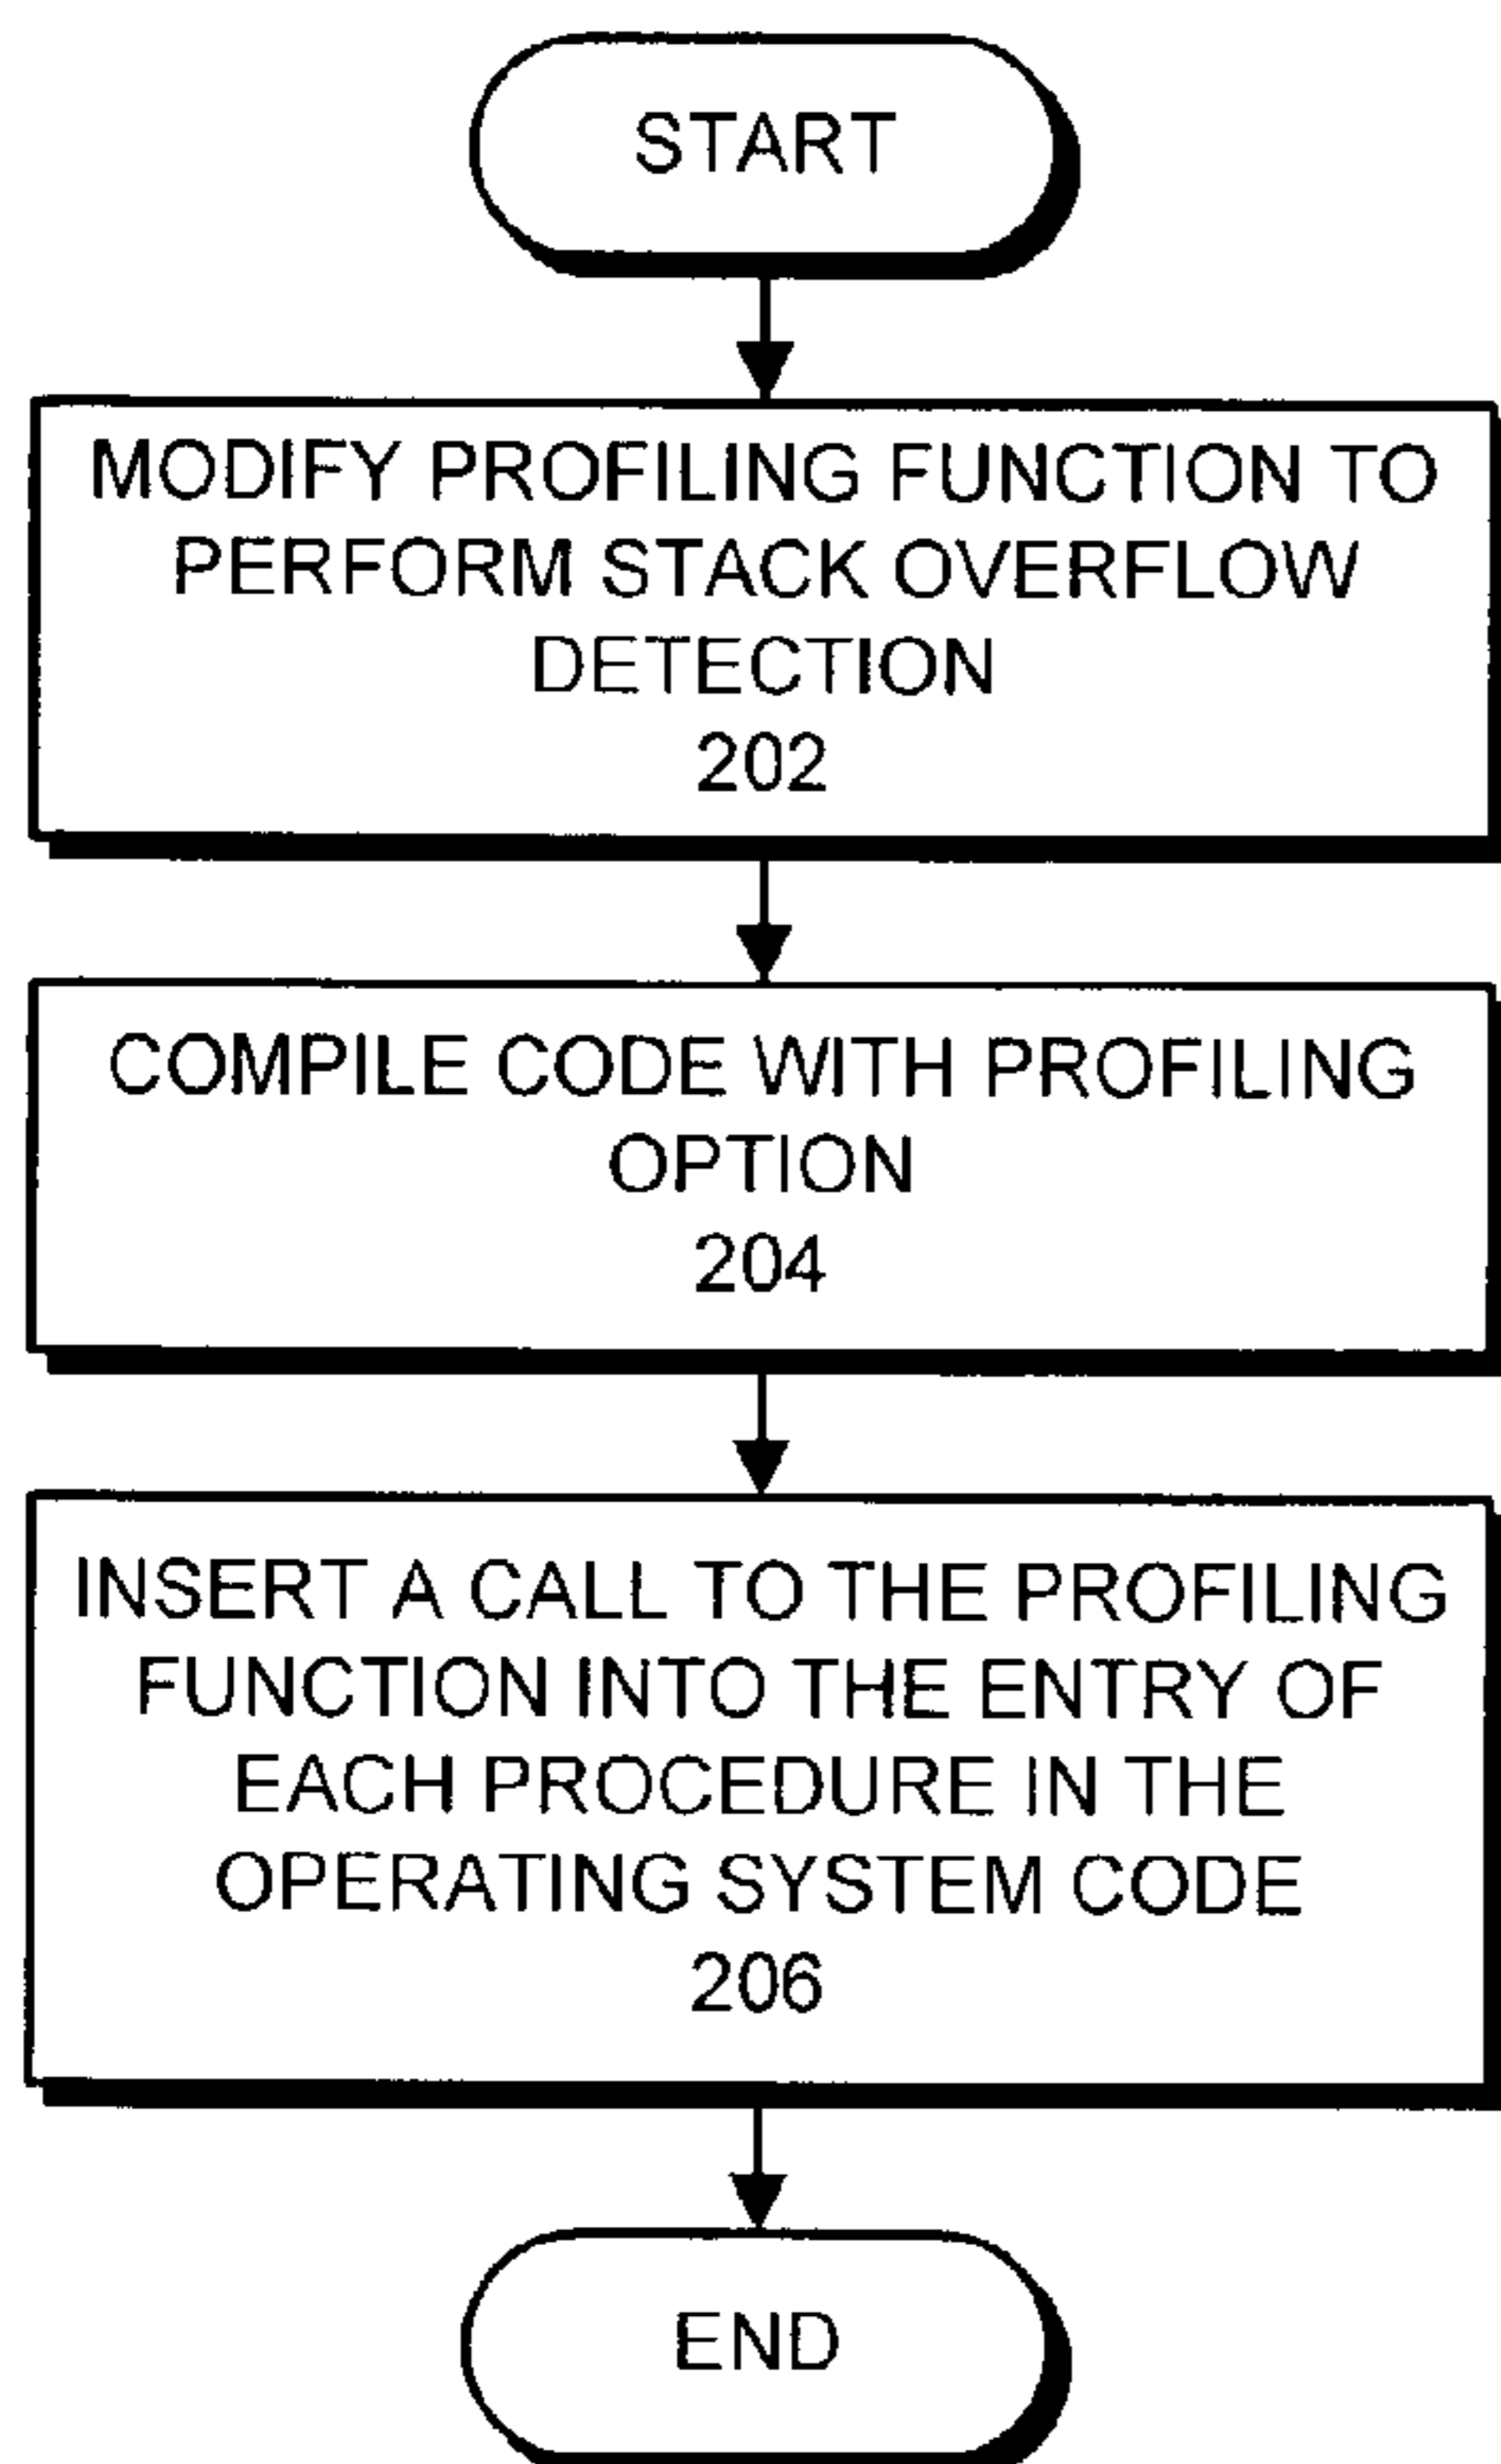 START
MODIFY PROFILING FUNCTION TO
PERFORM STACK OVERFLOW
DETECTION
202
COMPILE CODE WITH PROFILING
OPTION
204
INSERT A CALL TO THE PROFILING
FUNCTION INTO THE ENTRY OF
EACH PROCEDURE IN THE
OPERATING SYSTEM CODE
206
END